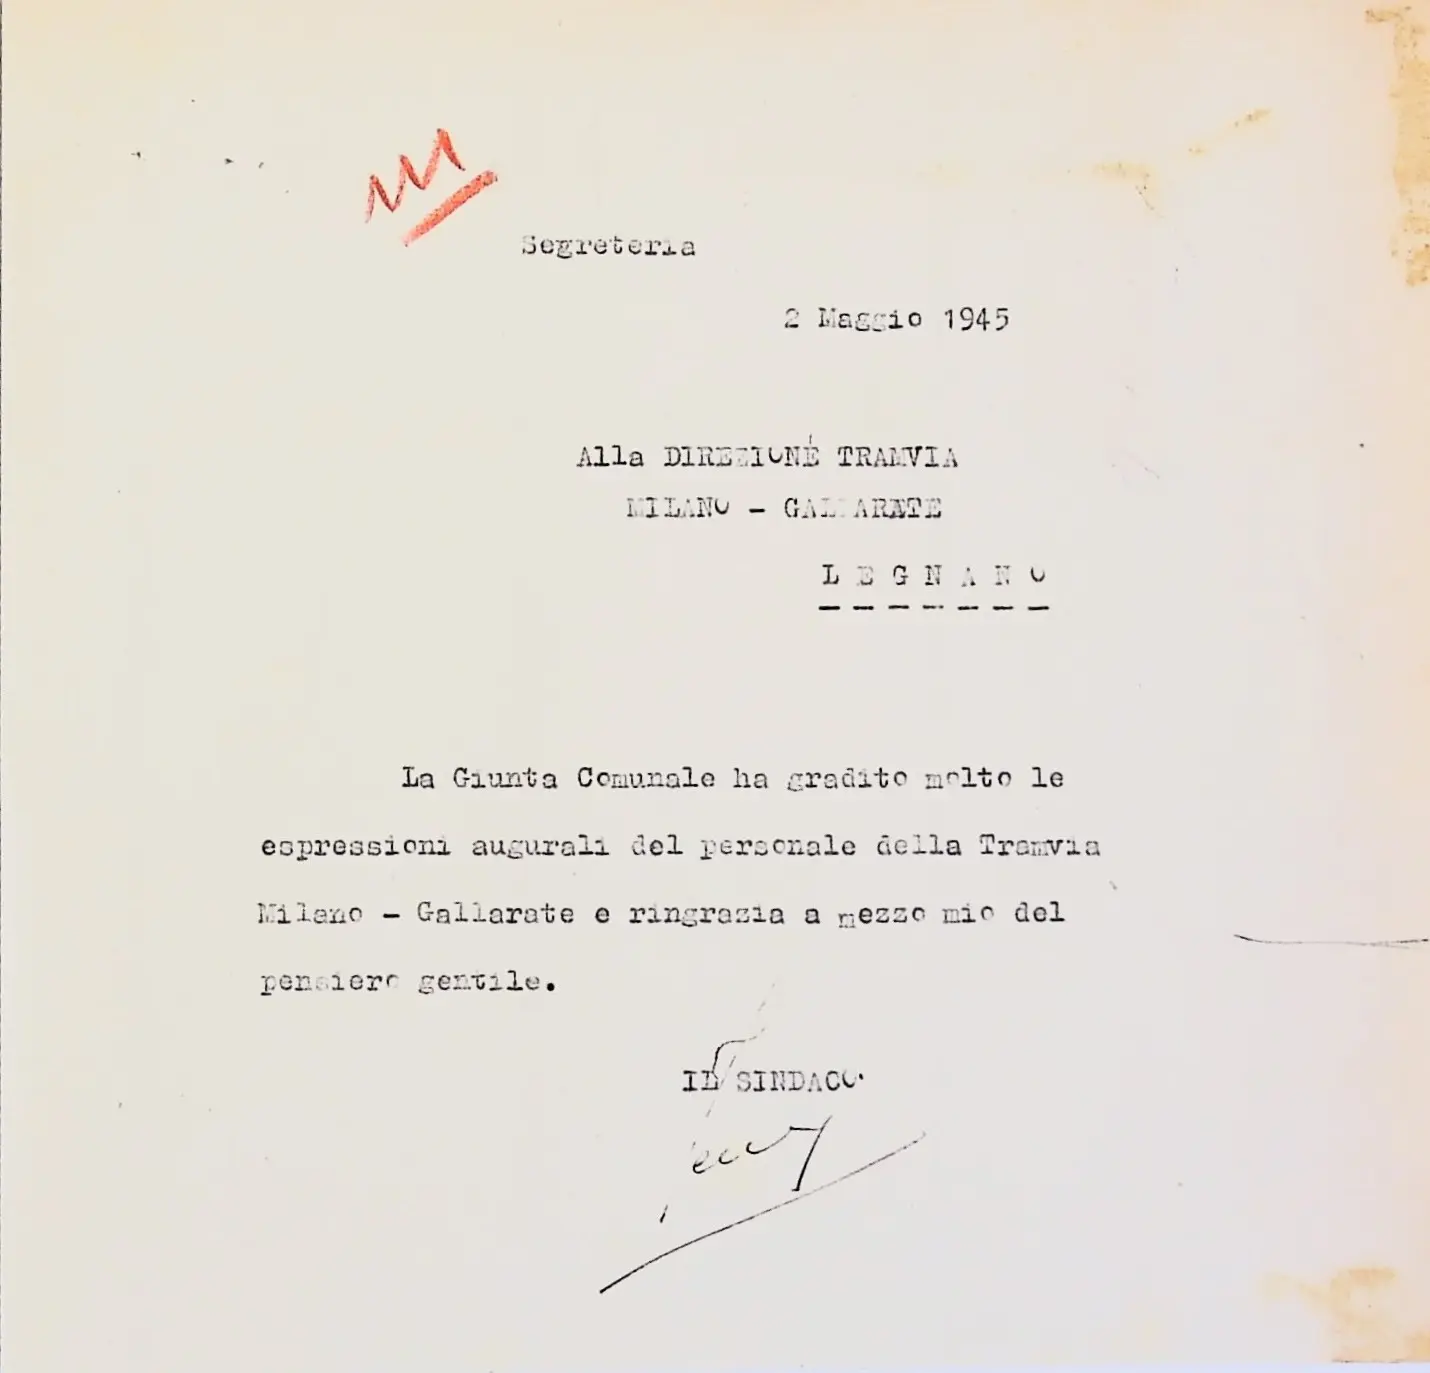 Segreteria
2 Maggio 1945
Alla DIREZIONE TRAMVIA
MILANO - GALLARATE
LEGNANO
La Giunta Comunale ha gradito molto le
espressioni augurali del personale della Tramvia
Milano - Gallarate e ringrazia a mezzo mio del
pensiero gentile.
IL SINDACO